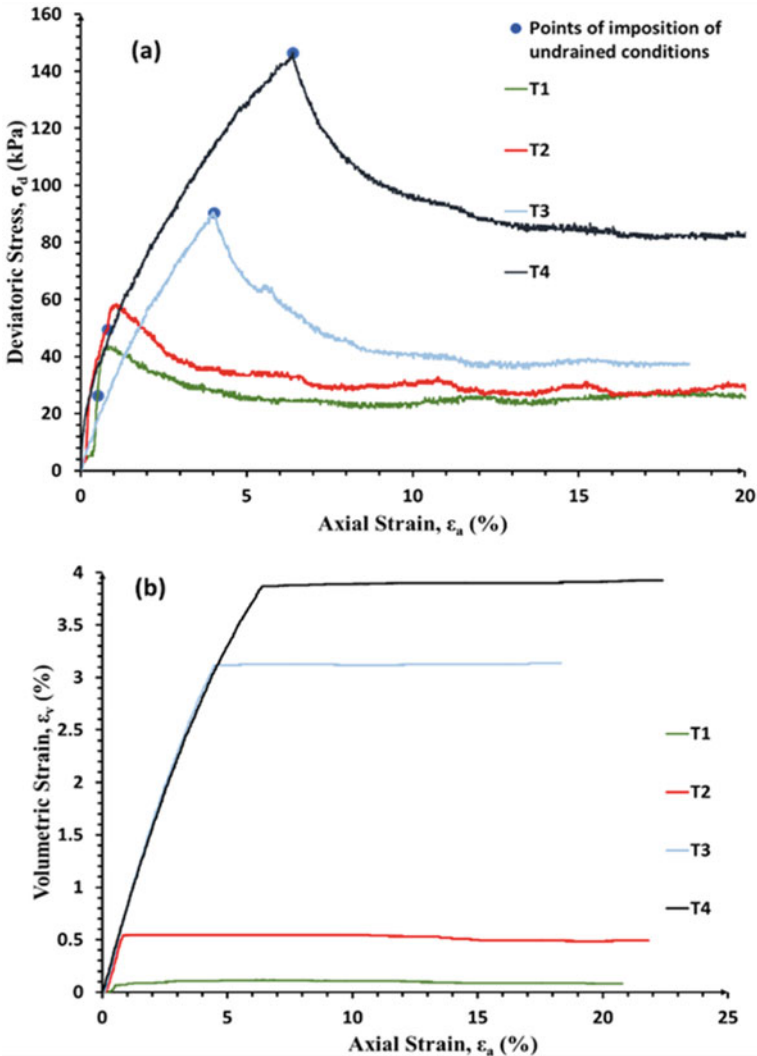 160
140
120
100
80
60
40
20
0
Deviatoric Stress, σd (kPa)
(a)
Points of imposition of
undrained conditions
T1
T2
T3
T4
0
5
10
15
20
Axial Strain, εa (%)
4
3.5
3
2.5
2
1.5
1
0.5
0
Volumetric Strain, εv (%)
(b)
T1
T2
T3
T4
0
5
10
15
20
25
Axial Strain, εa (%)